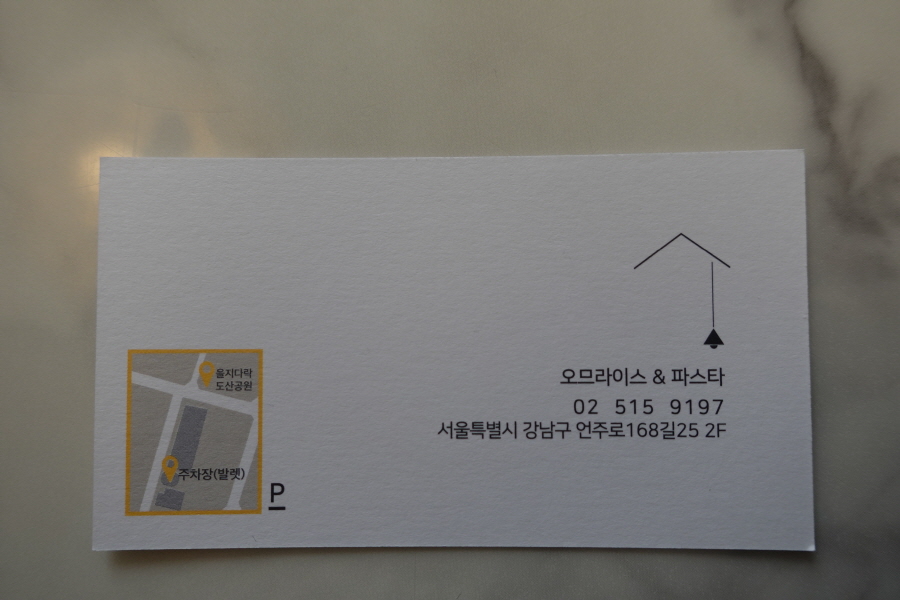 오므라이스 & 파스타
02 515 9197
서울특별시 강남구 언주로168길25 2F
을지다락
도산공원
주차장(발렛)
P